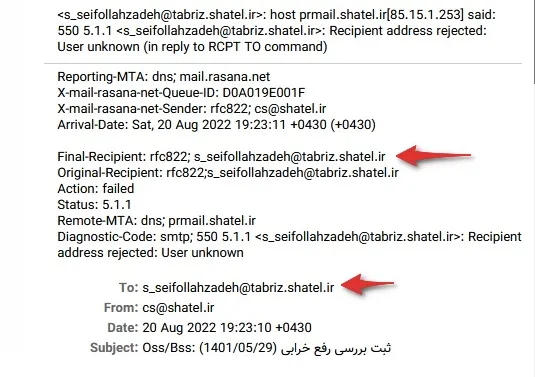 <s_seifollahzadeh@tabriz.shatel.ir>: host prmail.shatel.ir[85.15.1.253] said:
550 5.1.1 <s_seifollahzadeh@tabriz.shatel.ir>: Recipient address rejected:
User unknown (in reply to RCPT TO command)
Reporting-MTA: dns; mail.rasana.net
X-mail-rasana-net-Queue-ID: D0A019E001F
X-mail-rasana-net-Sender: rfc822; cs@shatel.ir
Arrival-Date: Sat, 20 Aug 2022 19:23:11 +0430 (+0430)
Final-Recipient: rfc822; s_seifollahzadeh@tabriz.shatel.ir
Original-Recipient: rfc822;s_seifollahzadeh@tabriz.shatel.ir
Action: failed
Status: 5.1.1
Remote-MTA: dns; prmail.shatel.ir
Diagnostic-Code: smtp; 550 5.1.1 <s_seifollahzadeh@tabriz.shatel.ir>: Recipient
address rejected: User unknown
To: s_seifollahzadeh@tabriz.shatel.ir
From: cs@shatel.ir
Date: 20 Aug 2022 19:23:10 +0430
Subject: Oss/Bss: (1401/05/29) ثبت بررسی رفع خرابی